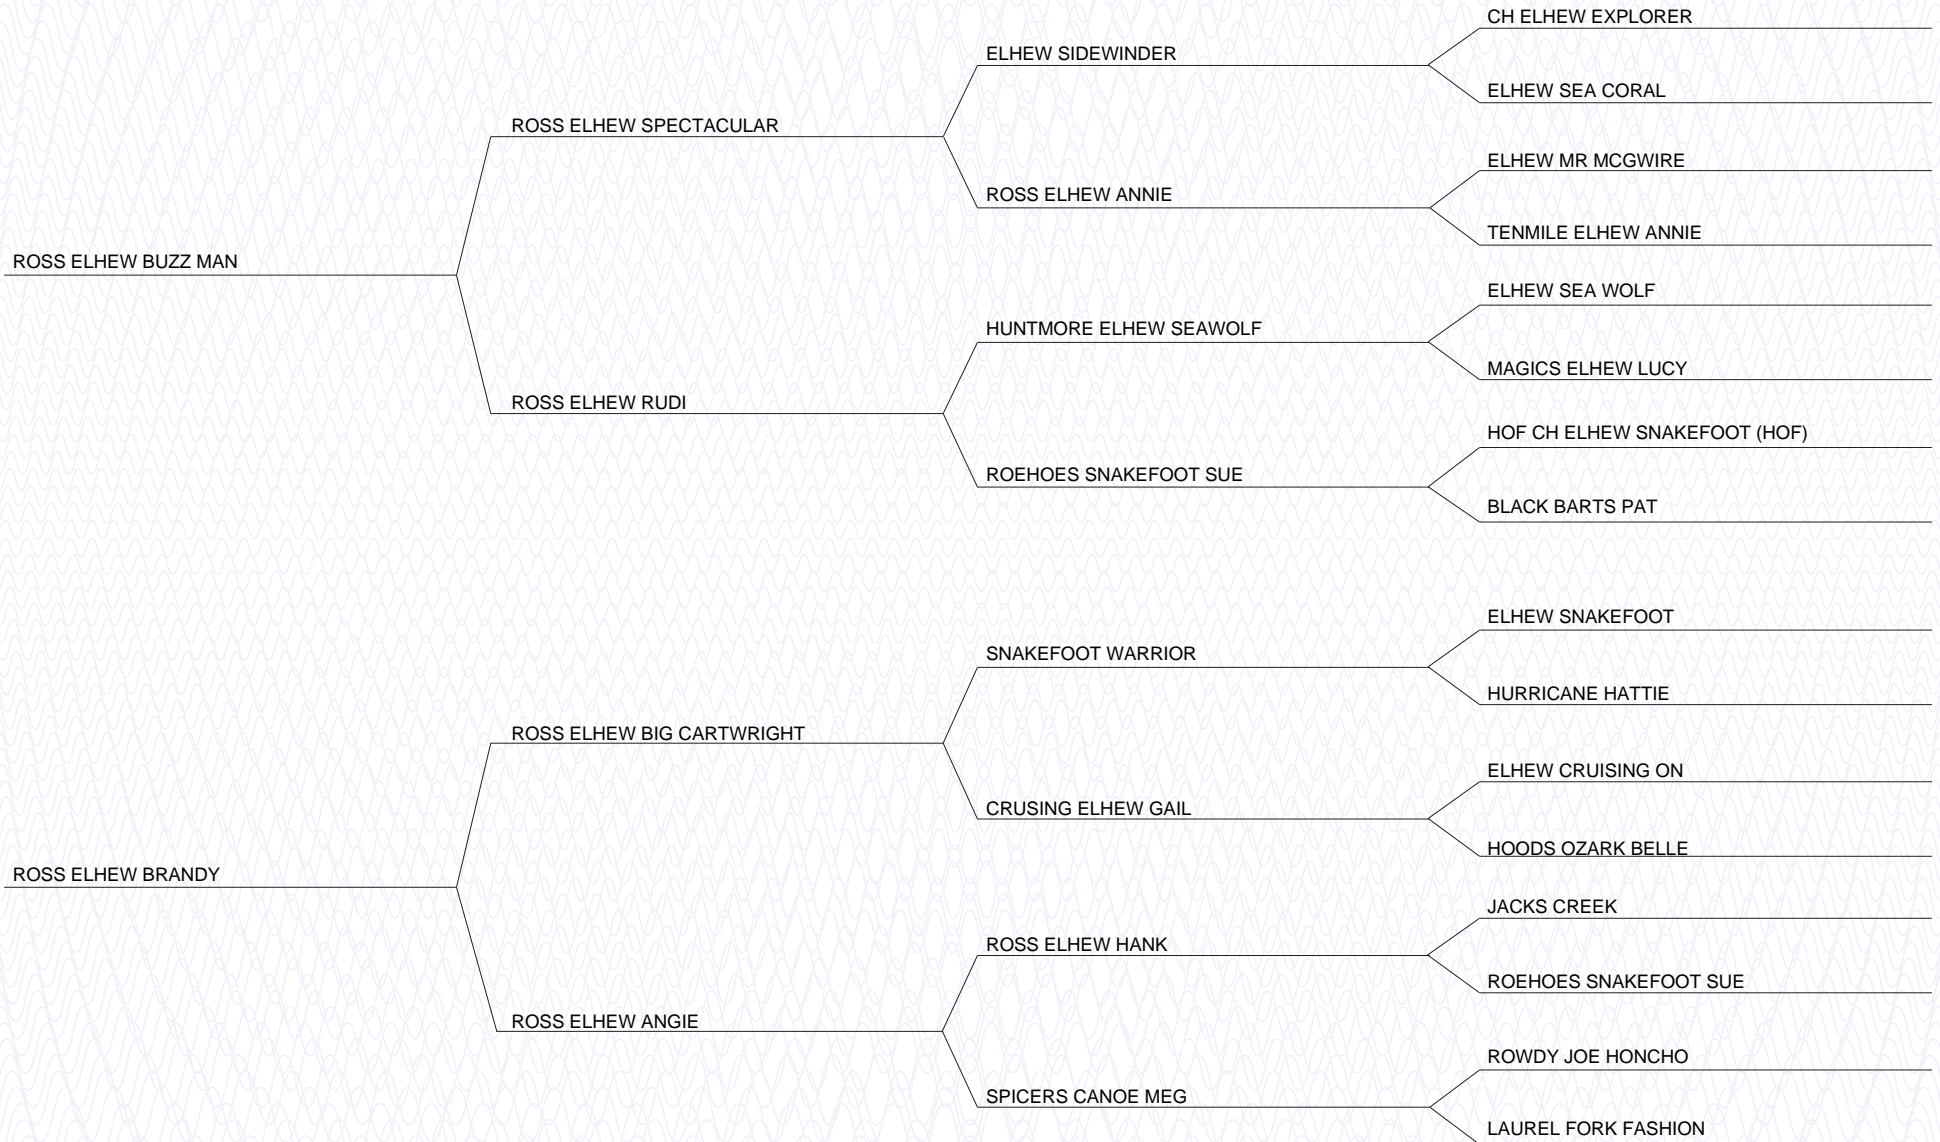 CH ELHEW EXPLORER
ELHEW SIDEWINDER
ELHEW SEA CORAL
ROSS ELHEW SPECTACULAR
ELHEW MR MCGWIRE
ROSS ELHEW ANNIE
TENMILE ELHEW ANNIE
ROSS ELHEW BUZZ MAN
ELHEW SEA WOLF
HUNTMORE ELHEW SEAWOLF
MAGICS ELHEW LUCY
ROSS ELHEW RUDI
HOF CH ELHEW SNAKEFOOT (HOF)
ROEHOES SNAKEFOOT SUE
BLACK BARTS PAT
ELHEW SNAKEFOOT
SNAKEFOOT WARRIOR
HURRICANE HATTIE
ROSS ELHEW BIG CARTWRIGHT
ELHEW CRUISING ON
CRUSING ELHEW GAIL
HOODS OZARK BELLE
ROSS ELHEW BRANDY
JACKS CREEK
ROSS ELHEW HANK
ROEHOES SNAKEFOOT SUE
ROSS ELHEW ANGIE
ROWDY JOE HONCHO
SPICERS CANOE MEG
LAUREL FORK FASHION